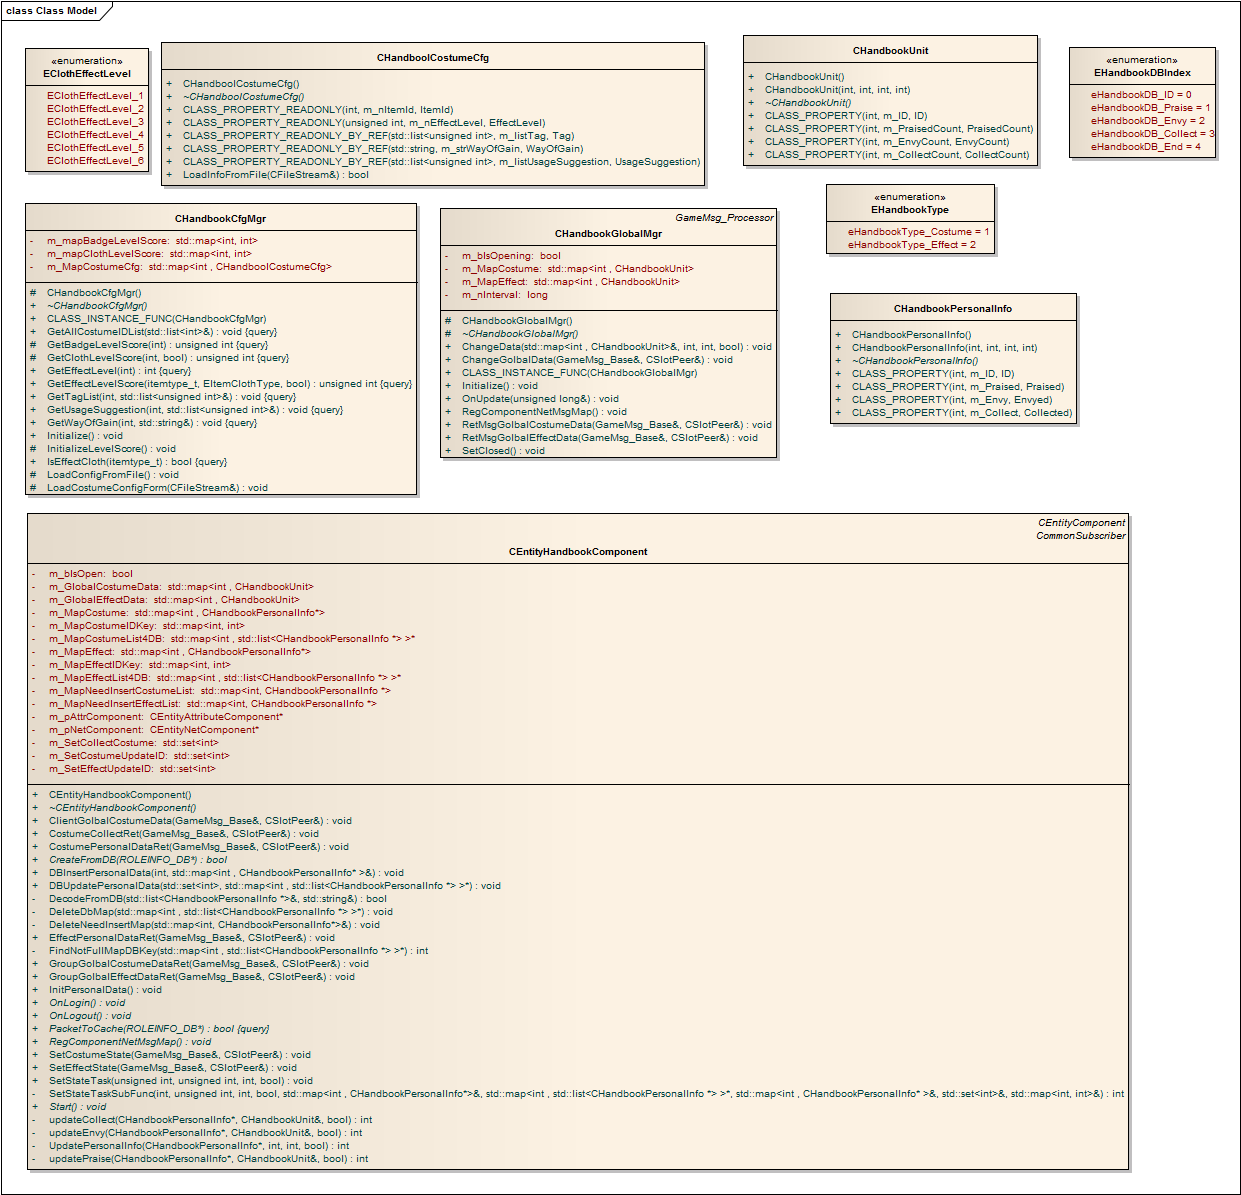 class Class Model
«enumeration»
EClothEffectLevel
EClothEffectLevel_1
EClothEffectLevel_2
EClothEffectLevel_3
EClothEffectLevel_4
EClothEffectLevel_5
EClothEffectLevel_6
CHandboolCostumeCfg
+ CHandboolCostumeCfg()
+ ~CHandboolCostumeCfg()
+ CLASS_PROPERTY_READONLY(int, m_nItemId, ItemId)
+ CLASS_PROPERTY_READONLY(unsigned int, m_nEffectLevel, EffectLevel)
+ CLASS_PROPERTY_READONLY_BY_REF(std::list<unsigned int>, m_listTag, Tag)
+ CLASS_PROPERTY_READONLY_BY_REF(std::string, m_strWayOfGain, WayOfGain)
+ CLASS_PROPERTY_READONLY_BY_REF(std::list<unsigned int>, m_listUsageSuggestion, UsageSuggestion)
+ LoadInfoFromFile(CFileStream&) : bool
CHandbookUnit
+ CHandbookUnit()
+ CHandbookUnit(int, int, int, int)
+ ~CHandbookUnit()
+ CLASS_PROPERTY(int, m_ID, ID)
+ CLASS_PROPERTY(int, m_PraisedCount, PraisedCount)
+ CLASS_PROPERTY(int, m_EnvyCount, EnvyCount)
+ CLASS_PROPERTY(int, m_CollectCount, CollectCount)
«enumeration»
EHandbookDBIndex
eHandbookDB_ID = 0
eHandbookDB_Praise = 1
eHandbookDB_Envy = 2
eHandbookDB_Collect = 3
eHandbookDB_End = 4
«enumeration»
EHandbookType
eHandbookType_Costume = 1
eHandbookType_Effect = 2
CHandbookCfgMgr
- m_mapBadgeLevelScore: std::map<int, int>
- m_mapClothLevelScore: std::map<int, int>
- m_MapCostumeCfg: std::map<int , CHandboolCostumeCfg>
# CHandbookCfgMgr()
+ ~CHandbookCfgMgr()
+ CLASS_INSTANCE_FUNC(CHandbookCfgMgr)
+ GetAllCostumeIDList(std::list<int>&) : void {query}
# GetBadgeLevelScore(int) : unsigned int {query}
# GetClothLevelScore(int, bool) : unsigned int {query}
+ GetEffectLevel(int) : int {query}
+ GetEffectLevelScore(itemtype_t, EItemClothType, bool) : unsigned int {query}
+ GetTagList(int, std::list<unsigned int>&) : void {query}
+ GetUsageSuggestion(int, std::list<unsigned int>&) : void {query}
+ GetWayOfGain(int, std::string&) : void {query}
+ Initialize() : void
# InitializeLevelScore() : void
+ IsEffectCloth(itemtype_t) : bool {query}
# LoadConfigFromFile() : void
# LoadCostumeConfigForm(CFileStream&) : void
GameMsg_Processor
CHandbookGlobalMgr
- m_bIsOpening: bool
- m_MapCostume: std::map<int , CHandbookUnit>
- m_MapEffect: std::map<int , CHandbookUnit>
- m_nInterval: long
# CHandbookGlobalMgr()
# ~CHandbookGlobalMgr()
+ ChangeData(std::map<int , CHandbookUnit>&, int, int, bool) : void
+ ChangeGolbalData(GameMsg_Base&, CSlotPeer&) : void
+ CLASS_INSTANCE_FUNC(CHandbookGlobalMgr)
+ Initialize() : void
+ OnUpdate(unsigned long&) : void
+ RegComponentNetMsgMap() : void
+ RetMsgGolbalCostumeData(GameMsg_Base&, CSlotPeer&) : void
+ RetMsgGolbalEffectData(GameMsg_Base&, CSlotPeer&) : void
+ SetClosed() : void
CHandbookPersonalInfo
+ CHandbookPersonalInfo()
+ CHandbookPersonalInfo(int, int, int, int)
+ ~CHandbookPersonalInfo()
+ CLASS_PROPERTY(int, m_ID, ID)
+ CLASS_PROPERTY(int, m_Praised, Praised)
+ CLASS_PROPERTY(int, m_Envy, Envyed)
+ CLASS_PROPERTY(int, m_Collect, Collected)
CEntityComponent
CommonSubscriber
CEntityHandbookComponent
- m_bIsOpen: bool
- m_GlobalCostumeData: std::map<int , CHandbookUnit>
- m_GlobalEffectData: std::map<int , CHandbookUnit>
- m_MapCostume: std::map<int , CHandbookPersonalInfo*>
- m_MapCostumeIDKey: std::map<int, int>
- m_MapCostumeList4DB: std::map<int , std::list<CHandbookPersonalInfo *> >*
- m_MapEffect: std::map<int , CHandbookPersonalInfo*>
- m_MapEffectIDKey: std::map<int, int>
- m_MapEffectList4DB: std::map<int , std::list<CHandbookPersonalInfo *> >*
- m_MapNeedInsertCostumeList: std::map<int, CHandbookPersonalInfo *>
- m_MapNeedInsertEffectList: std::map<int, CHandbookPersonalInfo *>
- m_pAttrComponent: CEntityAttributeComponent*
- m_pNetComponent: CEntityNetComponent*
- m_SetCollectCostume: std::set<int>
- m_SetCostumeUpdateID: std::set<int>
- m_SetEffectUpdateID: std::set<int>
+ CEntityHandbookComponent()
+ ~CEntityHandbookComponent()
+ ClientGolbalCostumeData(GameMsg_Base&, CSlotPeer&) : void
+ CostumeCollectRet(GameMsg_Base&, CSlotPeer&) : void
+ CostumePersonalDataRet(GameMsg_Base&, CSlotPeer&) : void
+ CreateFromDB(ROLEINFO_DB*) : bool
+ DBInsertPersonalData(int, std::map<int , CHandbookPersonalInfo* >&) : void
+ DBUpdatePersonalData(std::set<int>, std::map<int , std::list<CHandbookPersonalInfo *> >*) : void
- DecodeFromDB(std::list<CHandbookPersonalInfo *>&, std::string&) : bool
- DeleteDbMap(std::map<int , std::list<CHandbookPersonalInfo *> >*) : void
- DeleteNeedInsertMap(std::map<int, CHandbookPersonalInfo*>&) : void
+ EffectPersonalDataRet(GameMsg_Base&, CSlotPeer&) : void
- FindNotFullMapDBKey(std::map<int , std::list<CHandbookPersonalInfo *> >*) : int
+ GroupGolbalCostumeDataRet(GameMsg_Base&, CSlotPeer&) : void
+ GroupGolbalEffectDataRet(GameMsg_Base&, CSlotPeer&) : void
+ InitPersonalData() : void
+ OnLogin() : void
+ OnLogout() : void
+ PacketToCache(ROLEINFO_DB*) : bool {query}
+ RegComponentNetMsgMap() : void
+ SetCostumeState(GameMsg_Base&, CSlotPeer&) : void
+ SetEffectState(GameMsg_Base&, CSlotPeer&) : void
+ SetStateTask(unsigned int, unsigned int, int, bool) : void
- SetStateTaskSubFunc(int, unsigned int, int, bool, std::map<int , CHandbookPersonalInfo*>&, std::map<int , std::list<CHandbookPersonalInfo *> >*, std::map<int , CHandbookPersonalInfo* >&, std::set<int>&, std::map<int, int>&) : int
+ Start() : void
- updateCollect(CHandbookPersonalInfo*, CHandbookUnit&, bool) : int
- updateEnvy(CHandbookPersonalInfo*, CHandbookUnit&, bool) : int
- UpdatePersonalInfo(CHandbookPersonalInfo*, int, int, bool) : int
- updatePraise(CHandbookPersonalInfo*, CHandbookUnit&, bool) : int